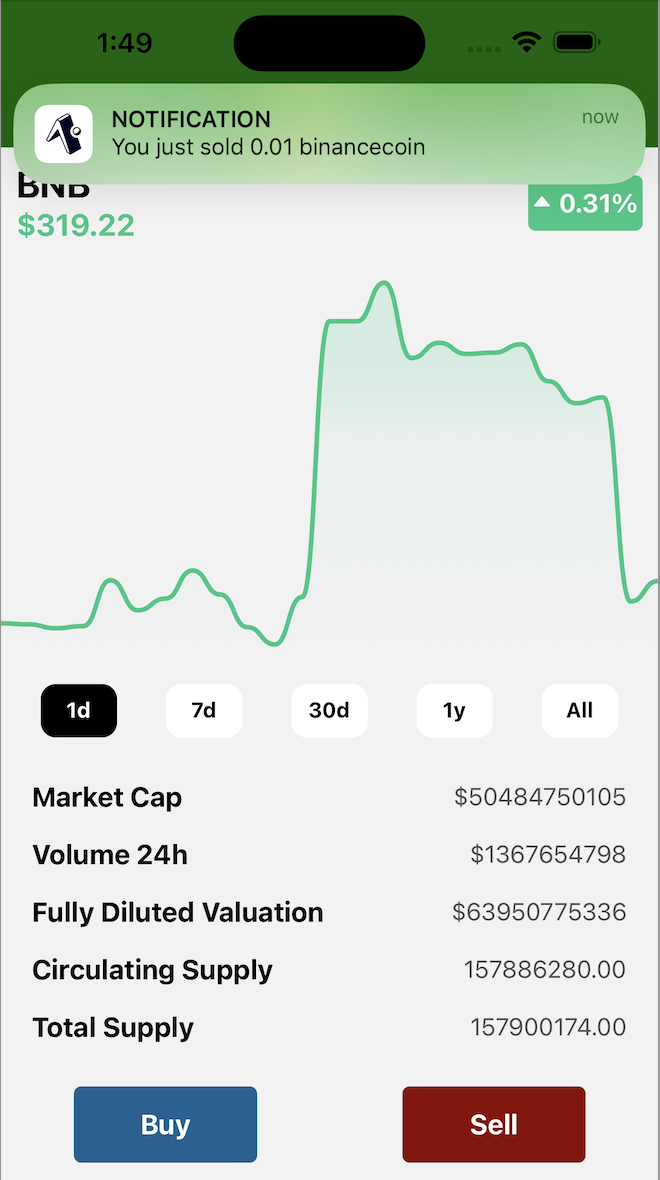 1:49
NOTIFICATION
now
You just sold 0.01 binancecoin
BNB
$319.22
0.31%
1d 7d 30d 1y All
Market Cap $50484750105
Volume 24h $1367654798
Fully Diluted Valuation $63950775336
Circulating Supply 157886280.00
Total Supply 157900174.00
Buy Sell